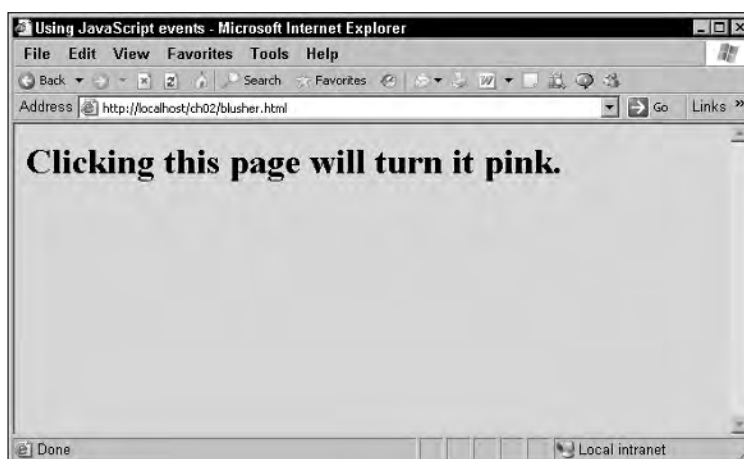 Using JavaScript events - Microsoft Internet Explorer
File Edit View Favorites Tools Help
Back Search Favorites W
Address http://localhost/ch02/blusher.html Go Links »
Clicking this page will turn it pink.
Done Local intranet